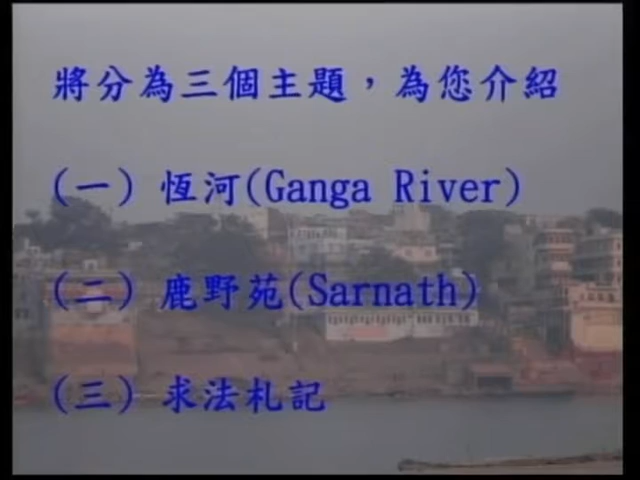 將分為三個主題，為您介紹
(一) 恆河(Ganga River)
(二) 鹿野苑(Sarnath)
(三) 求法札記